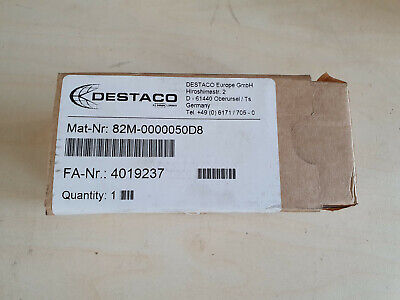 DESTACO
DESTACO Europe GmbH
Hiroshimastr. 2
D - 61440 Oberursel / Ts
Germany
Tel. +49 (0) 6171 / 705 - 0
Mat-Nr: 82M-0000050D8
FA-Nr.: 4019237
Quantity: 1